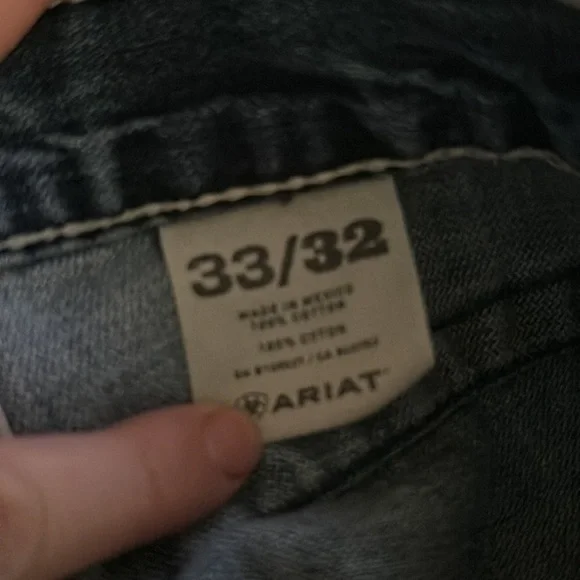 33/32
MADE IN MEXICO
100% COTTON
100% COTTON
ARIAT